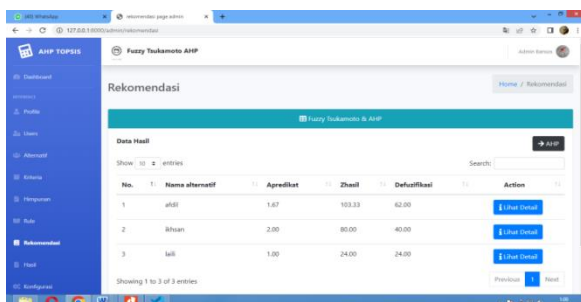 (20) WhatsApp
rekomendasi page admin
127.0.0.1:8000/admin/rekomendasi
AHP TOPSIS
Fuzzy Tsukamoto AHP
Dashboard
Profile
Users
Alternatif
Kriteria
Himpunan
Rule
Rekomendasi
Hasil
Konfigurasi
Rekomendasi
Home / Rekomendasi
Fuzzy Tsukamoto & AHP
Data Hasil
AHP
Show 10 entries
Search:
No. Nama alternatif Apredikat Zhasil Defuzifikasi Action
1 afdil 1.67 103.33 62.00 Lihat Detail
2 ikhsan 2.00 80.00 40.00 Lihat Detail
3 laili 1.00 24.00 24.00 Lihat Detail
Showing 1 to 3 of 3 entries
Previous 1 Next